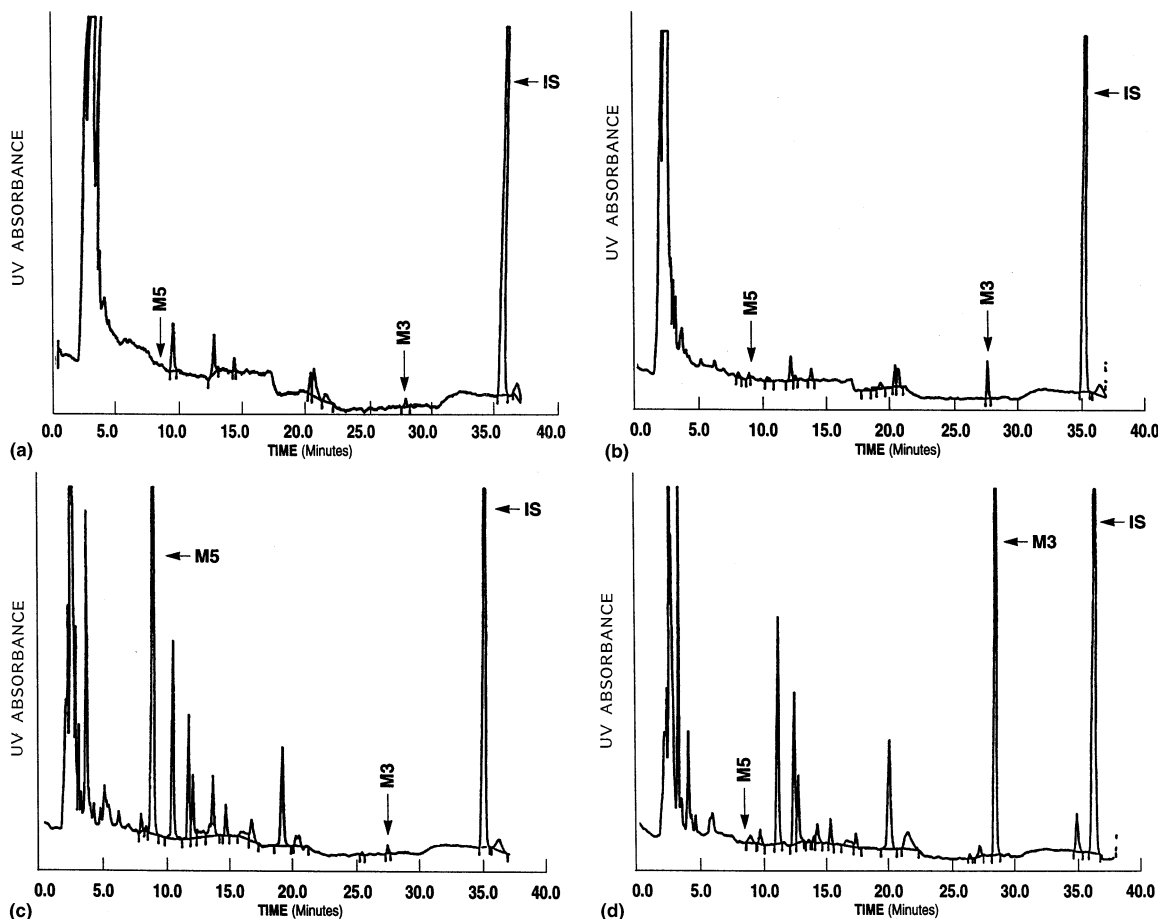 UV ABSORBANCE
M5
M3
← IS
0.0 5.0 10.0 15.0 20.0 25.0 30.0 35.0 40.0
(a) TIME (Minutes)
UV ABSORBANCE
M5
M3
← IS
0.0 5.0 10.0 15.0 20.0 25.0 30.0 35.0 40.0
(b) TIME (Minutes)
UV ABSORBANCE
← M5
M3
← IS
0.0 5.0 10.0 15.0 20.0 25.0 30.0 35.0 40.0
(c) TIME (Minutes)
UV ABSORBANCE
M5
← M3
← IS
0.0 5.0 10.0 15.0 20.0 25.0 30.0 35.0 40.0
(d) TIME (Minutes)